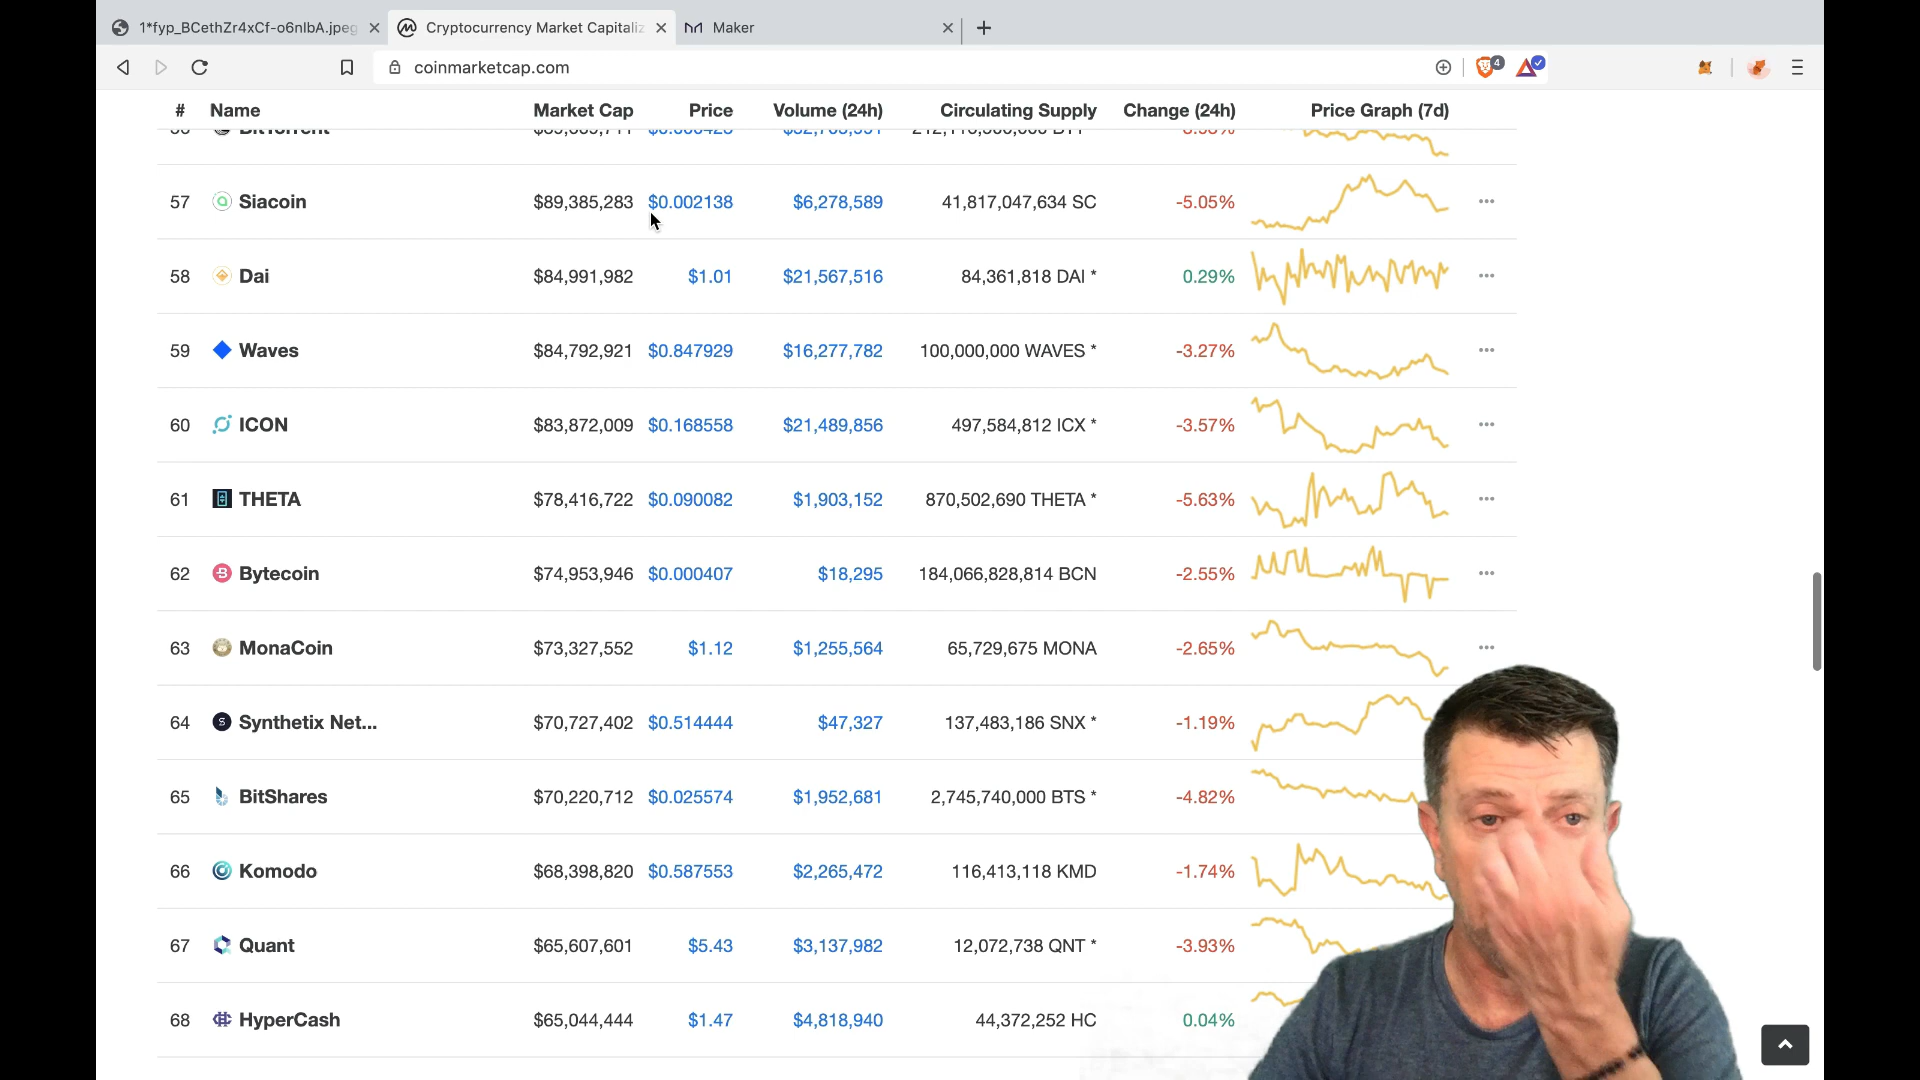 1*fyp_BCethZr4xCf-o6nlbA.jpeg Cryptocurrency Market Capitaliz Maker
coinmarketcap.com 4
# Name Market Cap Price Volume (24h) Circulating Supply Change (24h) Price Graph (7d)
57 Siacoin $89,385,283 $0.002138 $6,278,589 41,817,047,634 SC -5.05%
58 Dai $84,991,982 $1.01 $21,567,516 84,361,818 DAI * 0.29%
59 Waves $84,792,921 $0.847929 $16,277,782 100,000,000 WAVES * -3.27%
60 ICON $83,872,009 $0.168558 $21,489,856 497,584,812 ICX * -3.57%
61 THETA $78,416,722 $0.090082 $1,903,152 870,502,690 THETA * -5.63%
62 Bytecoin $74,953,946 $0.000407 $18,295 184,066,828,814 BCN -2.55%
63 MonaCoin $73,327,552 $1.12 $1,255,564 65,729,675 MONA -2.65%
64 Synthetix Net... $70,727,402 $0.514444 $47,327 137,483,186 SNX * -1.19%
65 BitShares $70,220,712 $0.025574 $1,952,681 2,745,740,000 BTS * -4.82%
66 Komodo $68,398,820 $0.587553 $2,265,472 116,413,118 KMD -1.74%
67 Quant $65,607,601 $5.43 $3,137,982 12,072,738 QNT * -3.93%
68 HyperCash $65,044,444 $1.47 $4,818,940 44,372,252 HC 0.04%